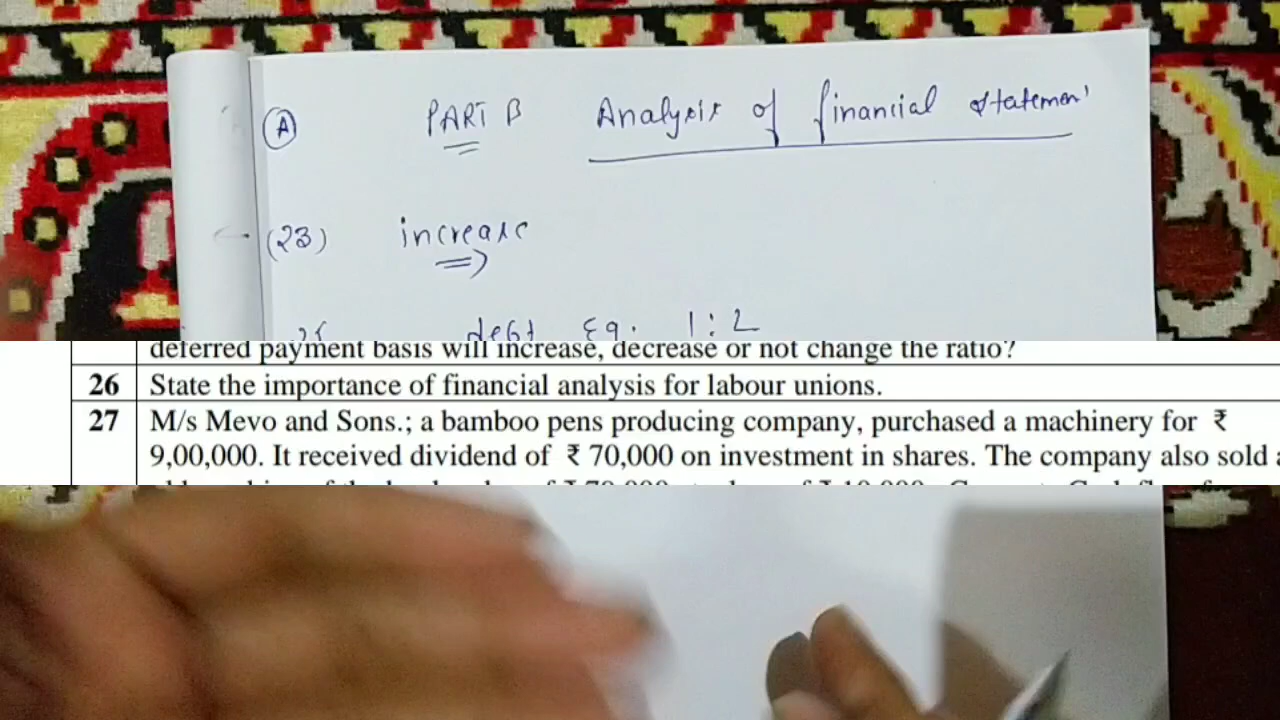 (A) PART B Analysis of financial statement
(23) increase
debt Eq. 1:2
deferred payment basis will increase, decrease or not change the ratio?
26 State the importance of financial analysis for labour unions.
27 M/s Mevo and Sons.; a bamboo pens producing company, purchased a machinery for ₹
9,00,000. It received dividend of ₹ 70,000 on investment in shares. The company also sold